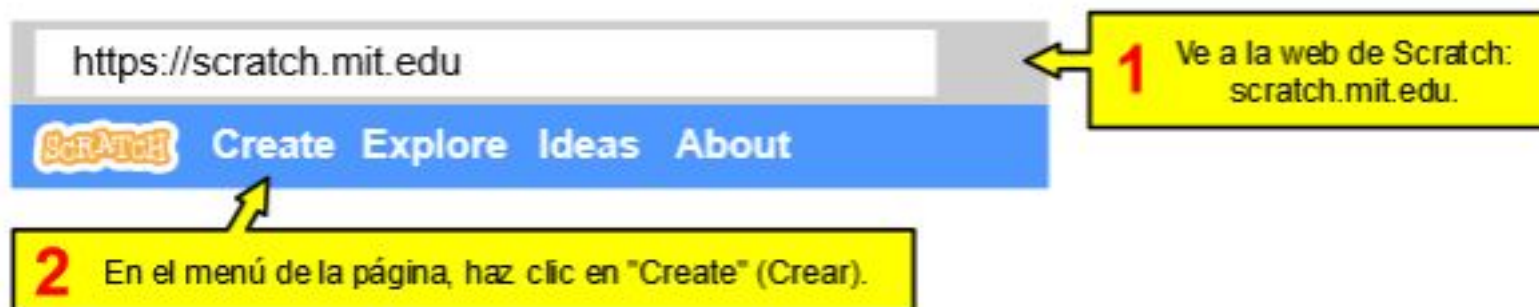 https://scratch.mit.edu
1 Ve a la web de Scratch:
scratch.mit.edu.
SCRATCH Create Explore Ideas About
2 En el menú de la página, haz clic en "Create" (Crear).